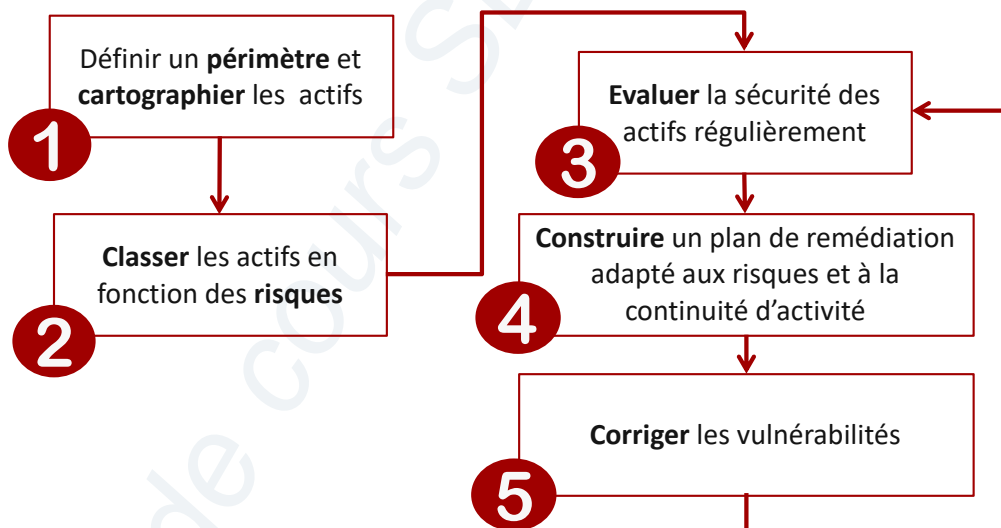 Définir un périmètre et
cartographier les actifs
1
Classer les actifs en
fonction des risques
2
Evaluer la sécurité des
actifs régulièrement
3
Construire un plan de remédiation
adapté aux risques et à la
continuité d’activité
4
Corriger les vulnérabilités
5
de cours